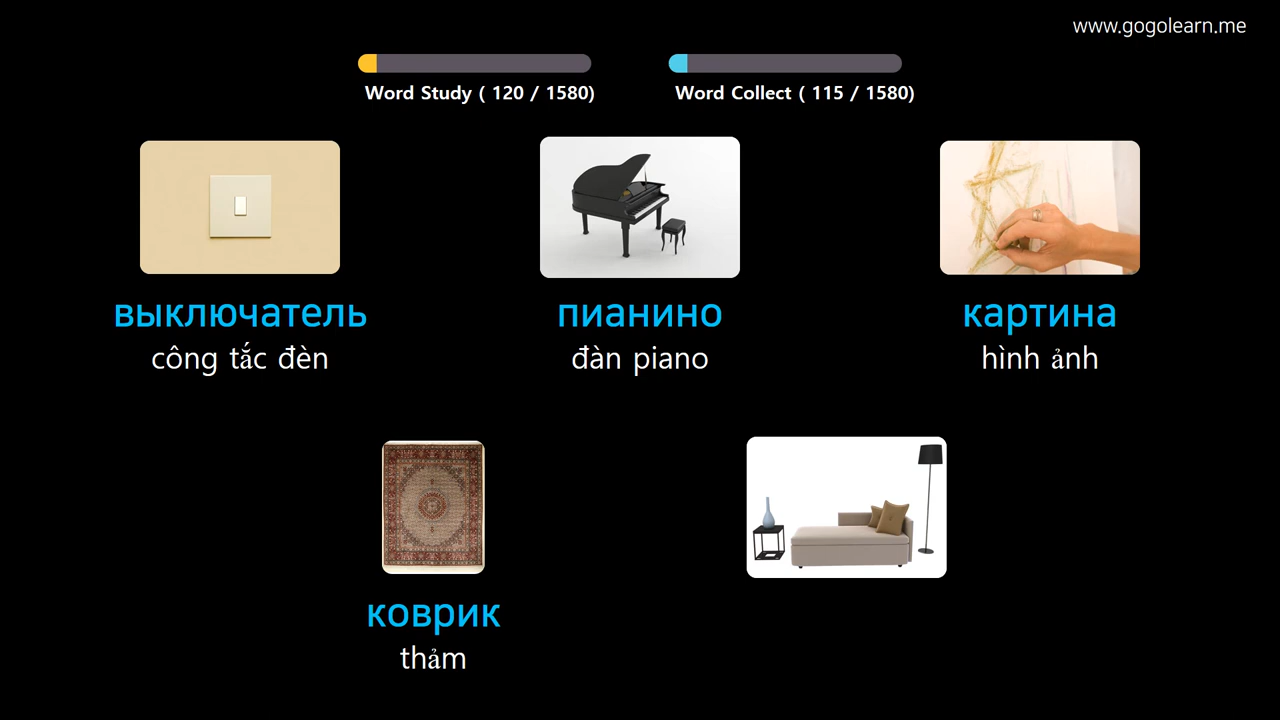 www.gogolearn.me
Word Study ( 120 / 1580)
Word Collect ( 115 / 1580)
выключатель
công tắc đèn
пианино
đàn piano
картина
hình ảnh
коврик
thảm